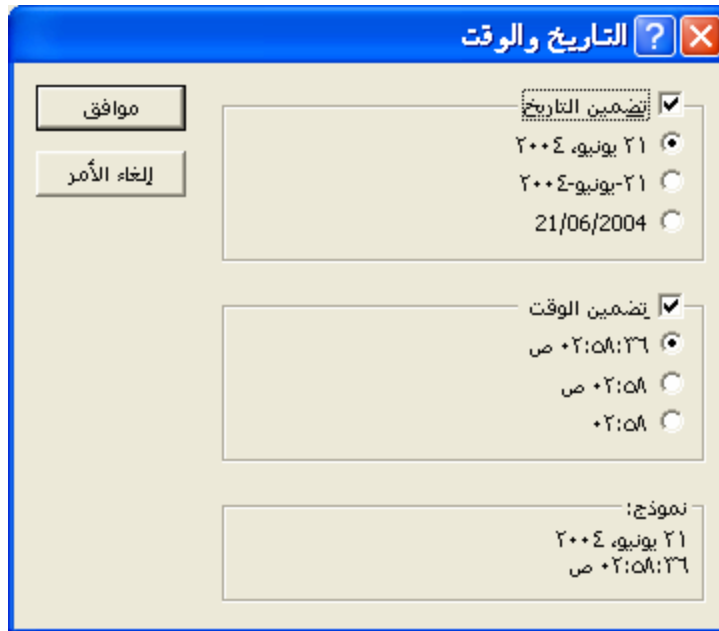 التاريخ والوقت
تضمين التاريخ
٢١ يونيو، ٢٠٠٤
٢١-يونيو-٢٠٠٤
21/06/2004
موافق
إلغاء الأمر
تضمين الوقت
٠٢:٥٨:٣٦ ص
٠٢:٥٨ ص
٠٢:٥٨
نموذج:
٢١ يونيو، ٢٠٠٤
٠٢:٥٨:٣٦ ص